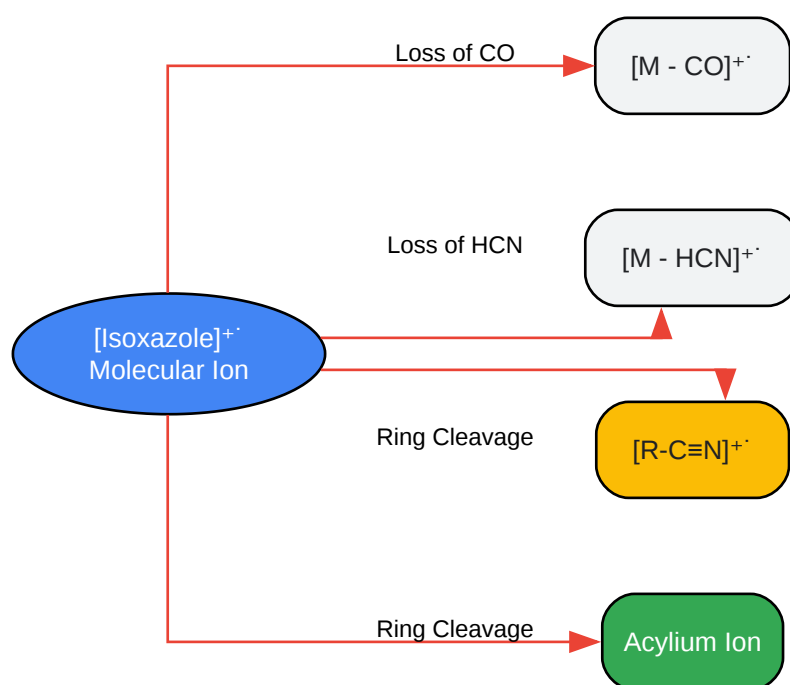 Loss of CO
[M - CO]⁺˙
Loss of HCN
[M - HCN]⁺˙
[Isoxazole]⁺˙
Molecular Ion
Ring Cleavage
[R-C≡N]⁺˙
Ring Cleavage
Acylium Ion